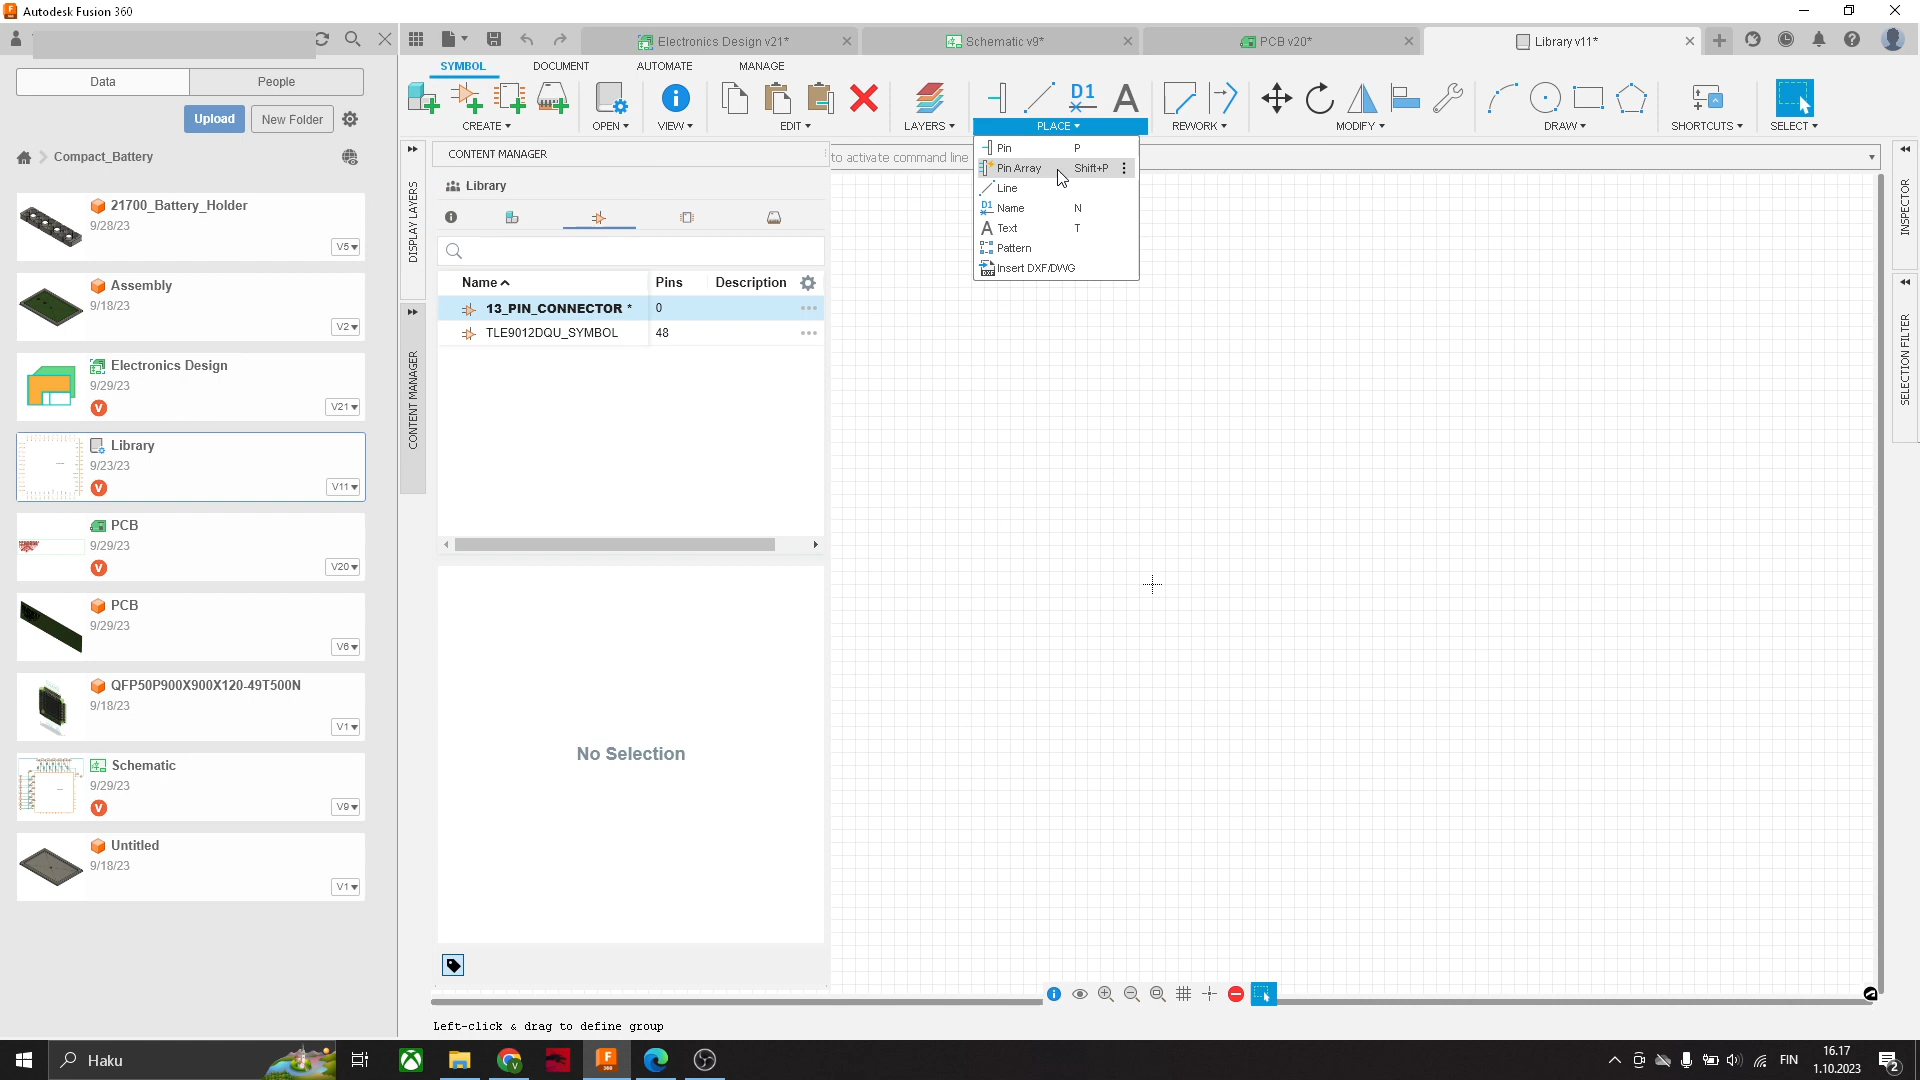 Autodesk Fusion 360
Electronics Design v21*
Schematic v9*
PCB v20*
Library v11*
Data
People
Upload
New Folder
Compact_Battery
21700_Battery_Holder
9/28/23
V5
Assembly
9/18/23
V2
Electronics Design
9/29/23
V
V21
Library
9/23/23
V
V11
PCB
9/29/23
V
V20
PCB
9/29/23
V6
QFP50P900X900X120-49T500N
9/18/23
V1
Schematic
9/29/23
V
V9
Untitled
9/18/23
V1
SYMBOL
DOCUMENT
AUTOMATE
MANAGE
D1
A
CREATE
OPEN
VIEW
EDIT
LAYERS
PLACE
REWORK
MODIFY
DRAW
SHORTCUTS
SELECT
DISPLAY LAYERS
CONTENT MANAGER
CONTENT MANAGER
to activate command line
Library
Name
Pins
Description
13_PIN_CONNECTOR *
0
TLE9012DQU_SYMBOL
48
No Selection
Pin P
Pin Array Shift+P
Line
D1 Name N
A Text T
Pattern
DXF Insert DXF/DWG
INSPECTOR
SELECTION FILTER
Left-click & drag to define group
Haku
FIN
16.17
1.10.2023
2